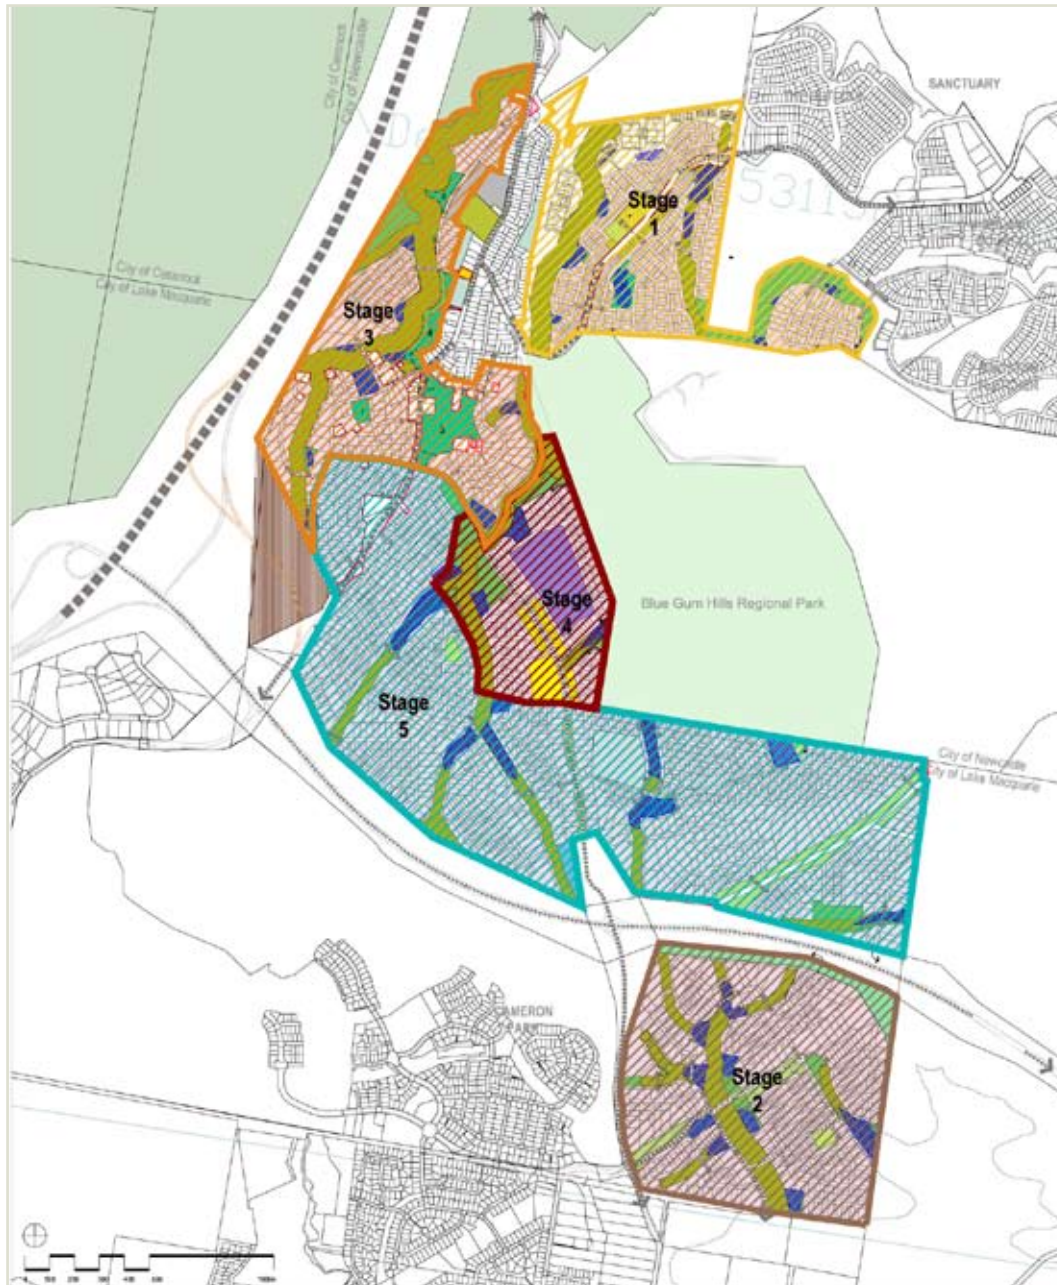 City of Cessnock
City of Newcastle
SANCTUARY
Stage
1
City of Cessnock
City of Lake Macquarie
Stage
3
Blue Gum Hills Regional Park
Stage
4
Stage
5
City of Newcastle
City of Lake Macquarie
CAMERON
PARK
Stage
2